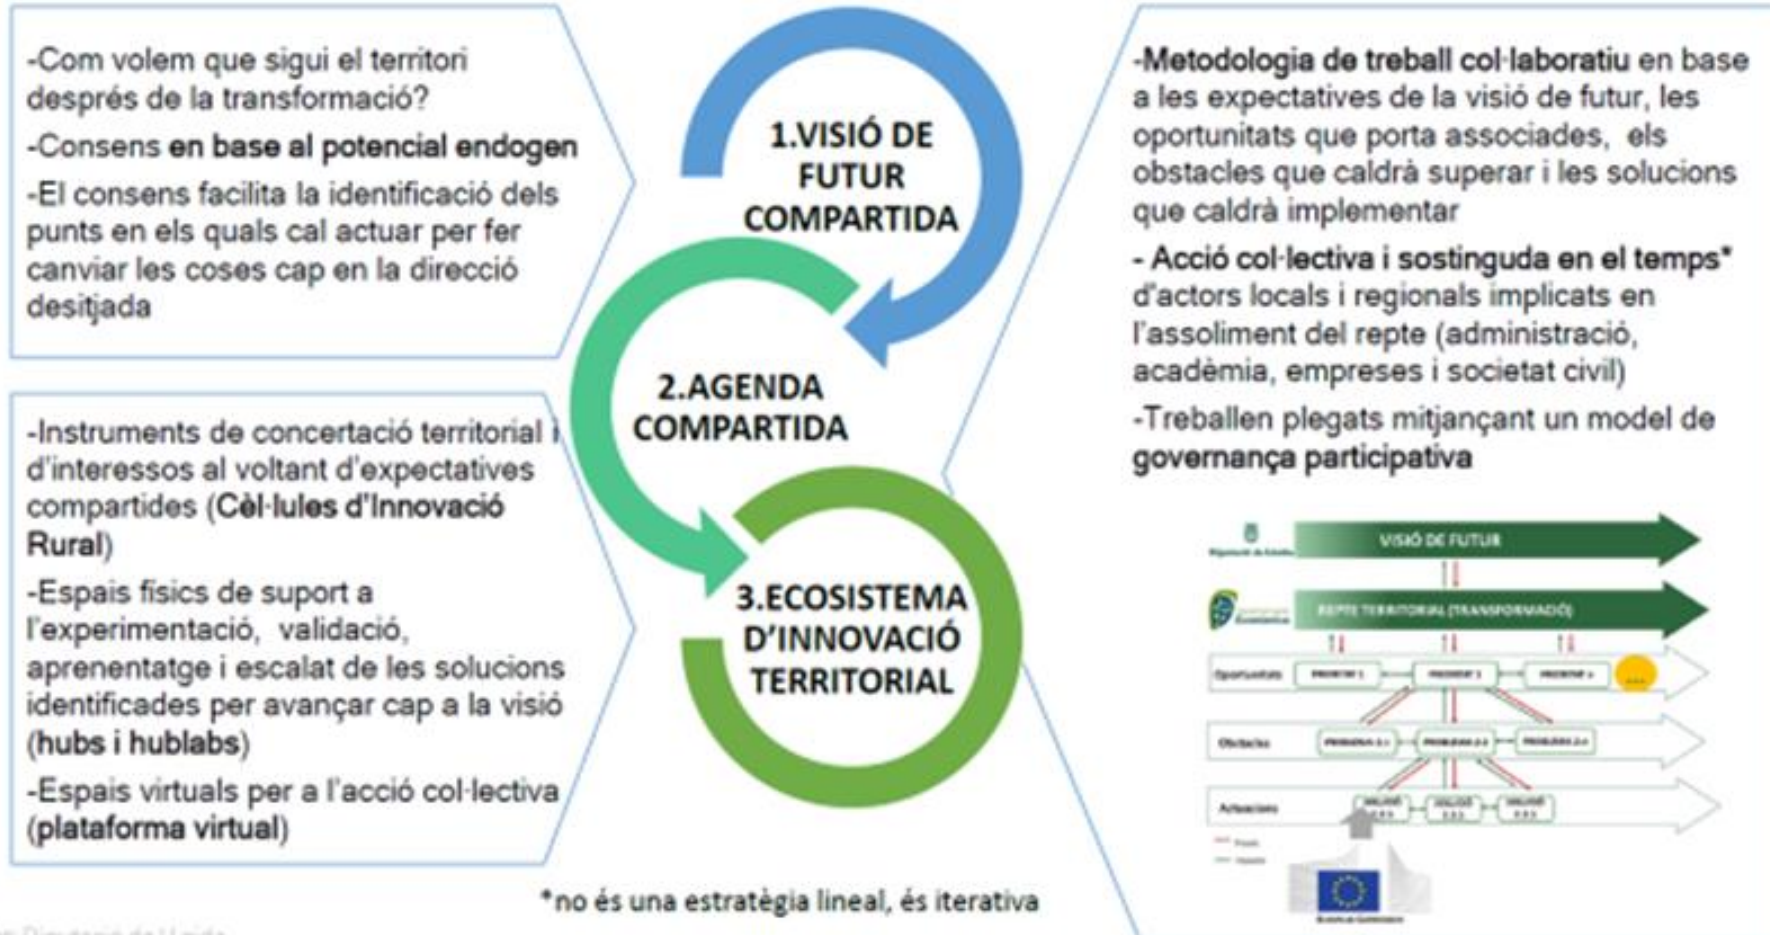 -Com volem que sigui el territori
després de la transformació?
-Consens en base al potencial endogen
-El consens facilita la identificació dels
punts en els quals cal actuar per fer
canviar les coses cap en la direcció
desitjada
-Instruments de concertació territorial i
d'interessos al voltant d'expectatives
compartides (Cèl·lules d'Innovació
Rural)
-Espais físics de suport a
l'experimentació, validació,
aprenentatge i escalat de les solucions
identificades per avançar cap a la visió
(hubs i hublabs)
-Espais virtuals per a l'acció col·lectiva
(plataforma virtual)
1.VISIÓ DE
FUTUR
COMPARTIDA
2.AGENDA
COMPARTIDA
3.ECOSISTEMA
D'INNOVACIÓ
TERRITORIAL
*no és una estratègia lineal, és iterativa
-Metodologia de treball col·laboratiu en base
a les expectatives de la visió de futur, les
oportunitats que porta associades, els
obstacles que caldrà superar i les solucions
que caldrà implementar
- Acció col·lectiva i sostinguda en el temps*
d'actors locals i regionals implicats en
l'assoliment del repte (administració,
acadèmia, empreses i societat civil)
-Treballen plegats mitjançant un model de
governança participativa
VISIÓ DE FUTUR
REPTE TERRITORIAL (TRANSFORMACIÓ)
Oportunitats
Obstacles
Actuacions